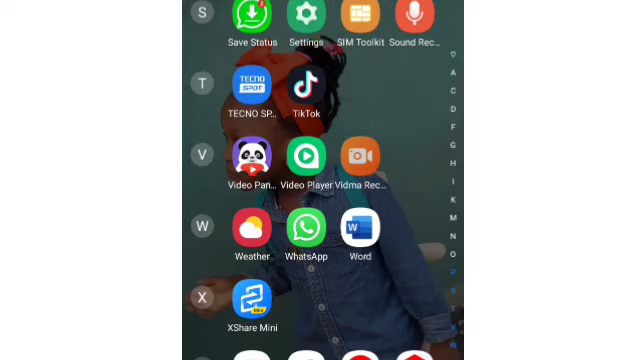 S
Save Status Settings SIM Toolkit Sound Rec...
T
TECNO SPOT
TECNO SP... TikTok
V
Video Pan... Video Player Vidma Rec...
W
W
Weather WhatsApp Word
X
Mini
XShare Mini
A
C
D
F
G
H
I
K
M
N
O
P
S
T
V
W